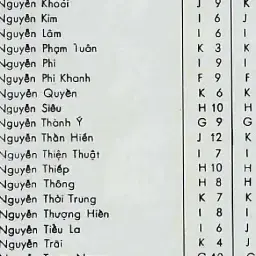 Nguyễn Khoái J 9 K
Nguyễn Kim I 6 J
Nguyễn Lâm I 6 I
Nguyễn Phạm Tuân K 3 K
Nguyễn Phi I 9 I
Nguyễn Phi Khanh F 9 F
Nguyễn Quyền K 6 K
Nguyễn Siêu H 10 H
Nguyễn Thành Ý G 9 G
Nguyễn Thần Hiến J 12 K
Nguyễn Thiện Thuật I 7 I
Nguyễn Thiếp H 10 H
Nguyễn Thông H 8 H
Nguyễn Thời Trung K 7 K
Nguyễn Thượng Hiền I 8 I
Nguyễn Tiểu La I 6 J
Nguyễn Trãi K 4 J